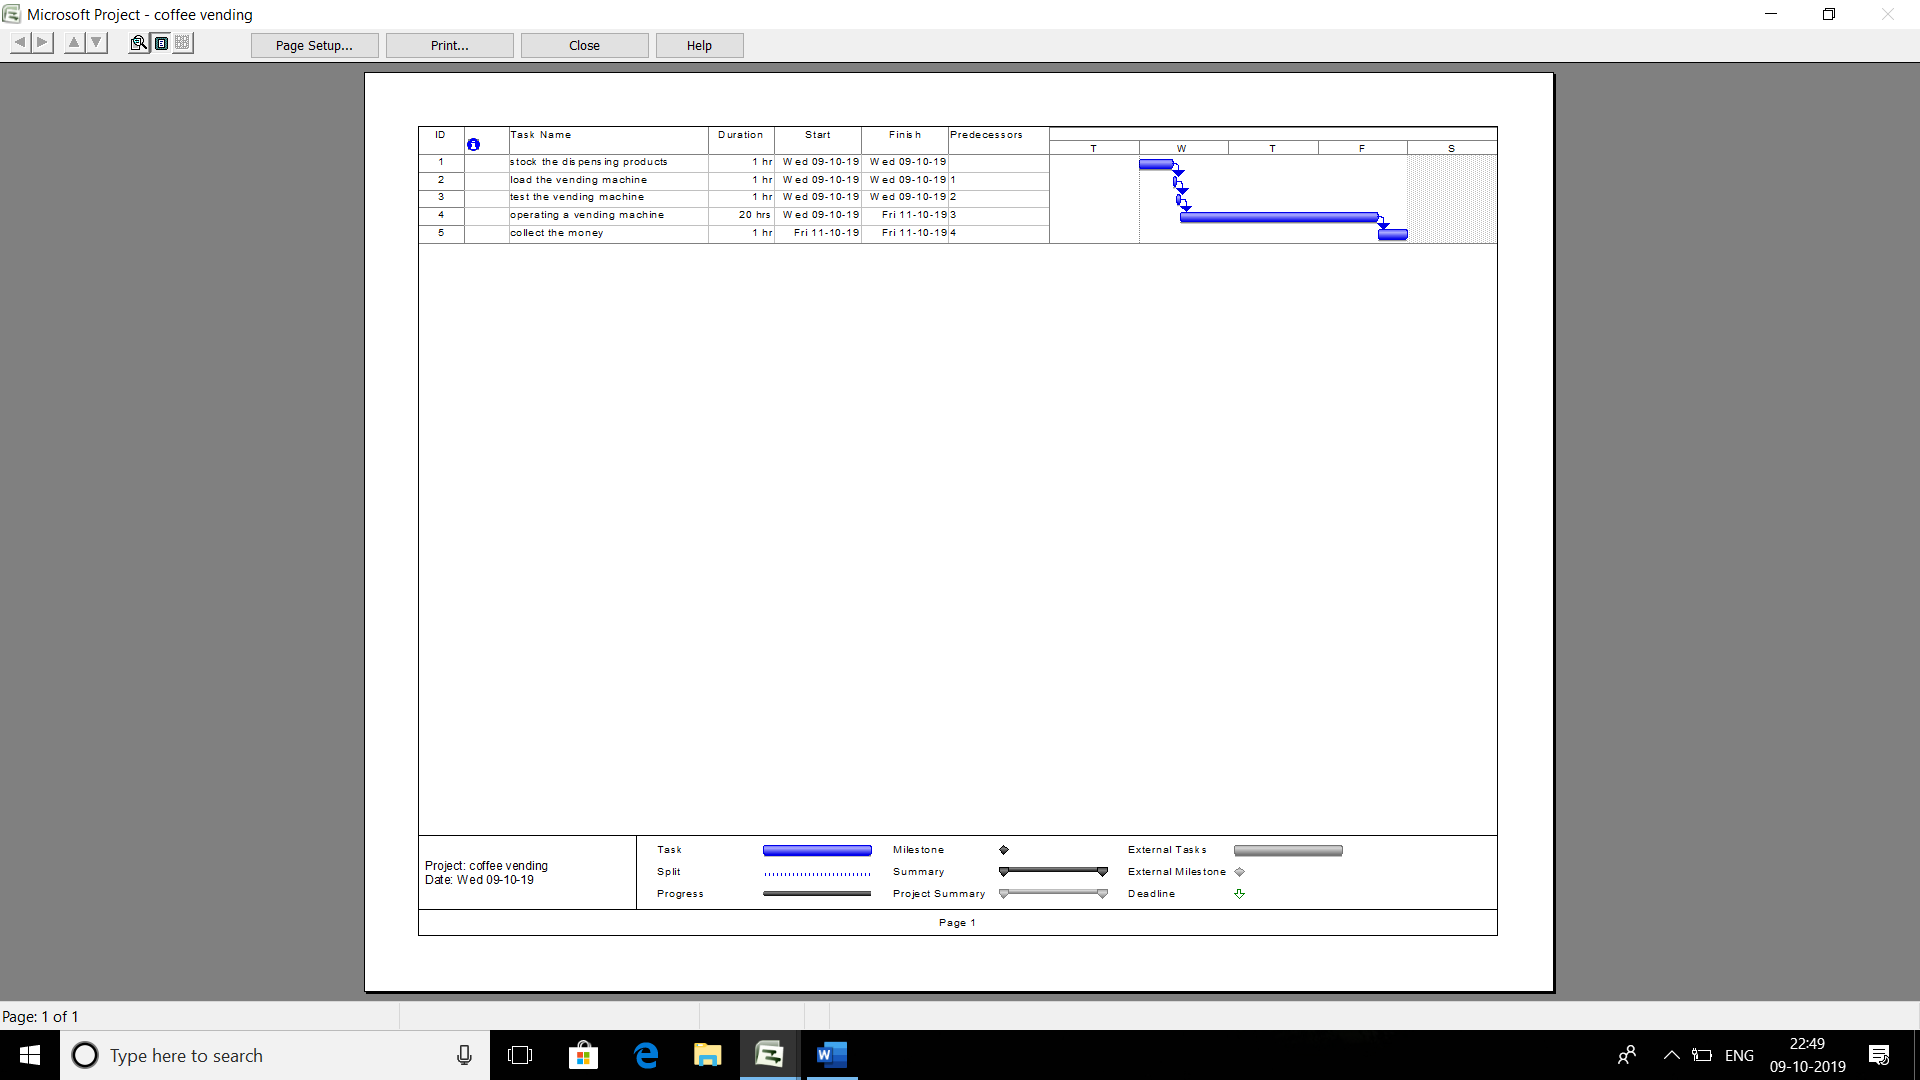 Microsoft Project - coffee vending
Page Setup... Print... Close Help
ID Task Name Duration Start Finish Predecessors
T W T F S
1 stock the dispensing products 1 hr Wed 09-10-19 Wed 09-10-19
2 load the vending machine 1 hr Wed 09-10-19 Wed 09-10-19 1
3 test the vending machine 1 hr Wed 09-10-19 Wed 09-10-19 2
4 operating a vending machine 20 hrs Wed 09-10-19 Fri 11-10-19 3
5 collect the money 1 hr Fri 11-10-19 Fri 11-10-19 4
Project: coffee vending
Date: Wed 09-10-19
Task Milestone External Tasks
Split Summary External Milestone
Progress Project Summary Deadline
Page 1
Page: 1 of 1
Type here to search
ENG
22:49
09-10-2019